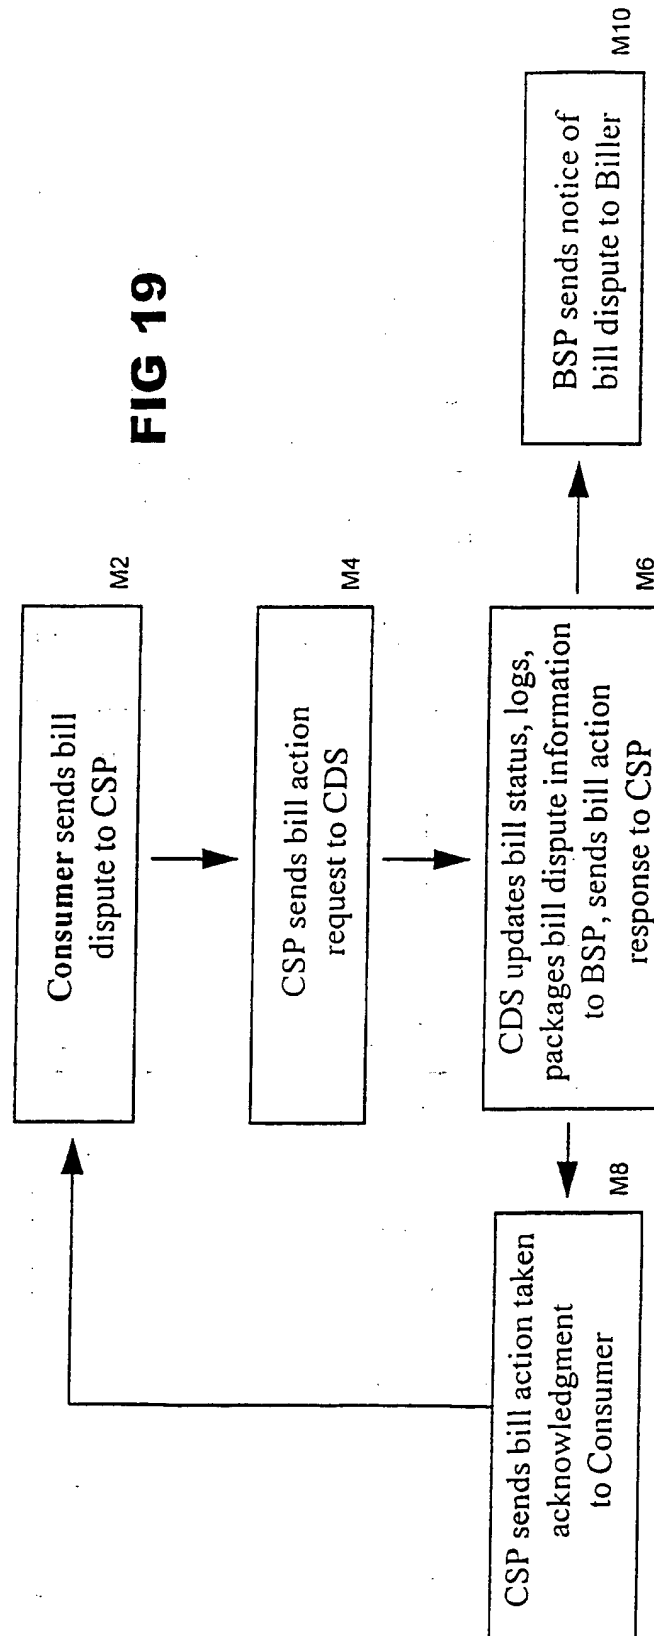 FIG 19
Consumer sends bill
dispute to CSP
M2
CSP sends bill action
request to CDS
M4
CDS updates bill status, logs,
packages bill dispute information
to BSP, sends bill action
response to CSP
M6
CSP sends bill action taken
acknowledgment
to Consumer
M8
BSP sends notice of
bill dispute to Biller
M10